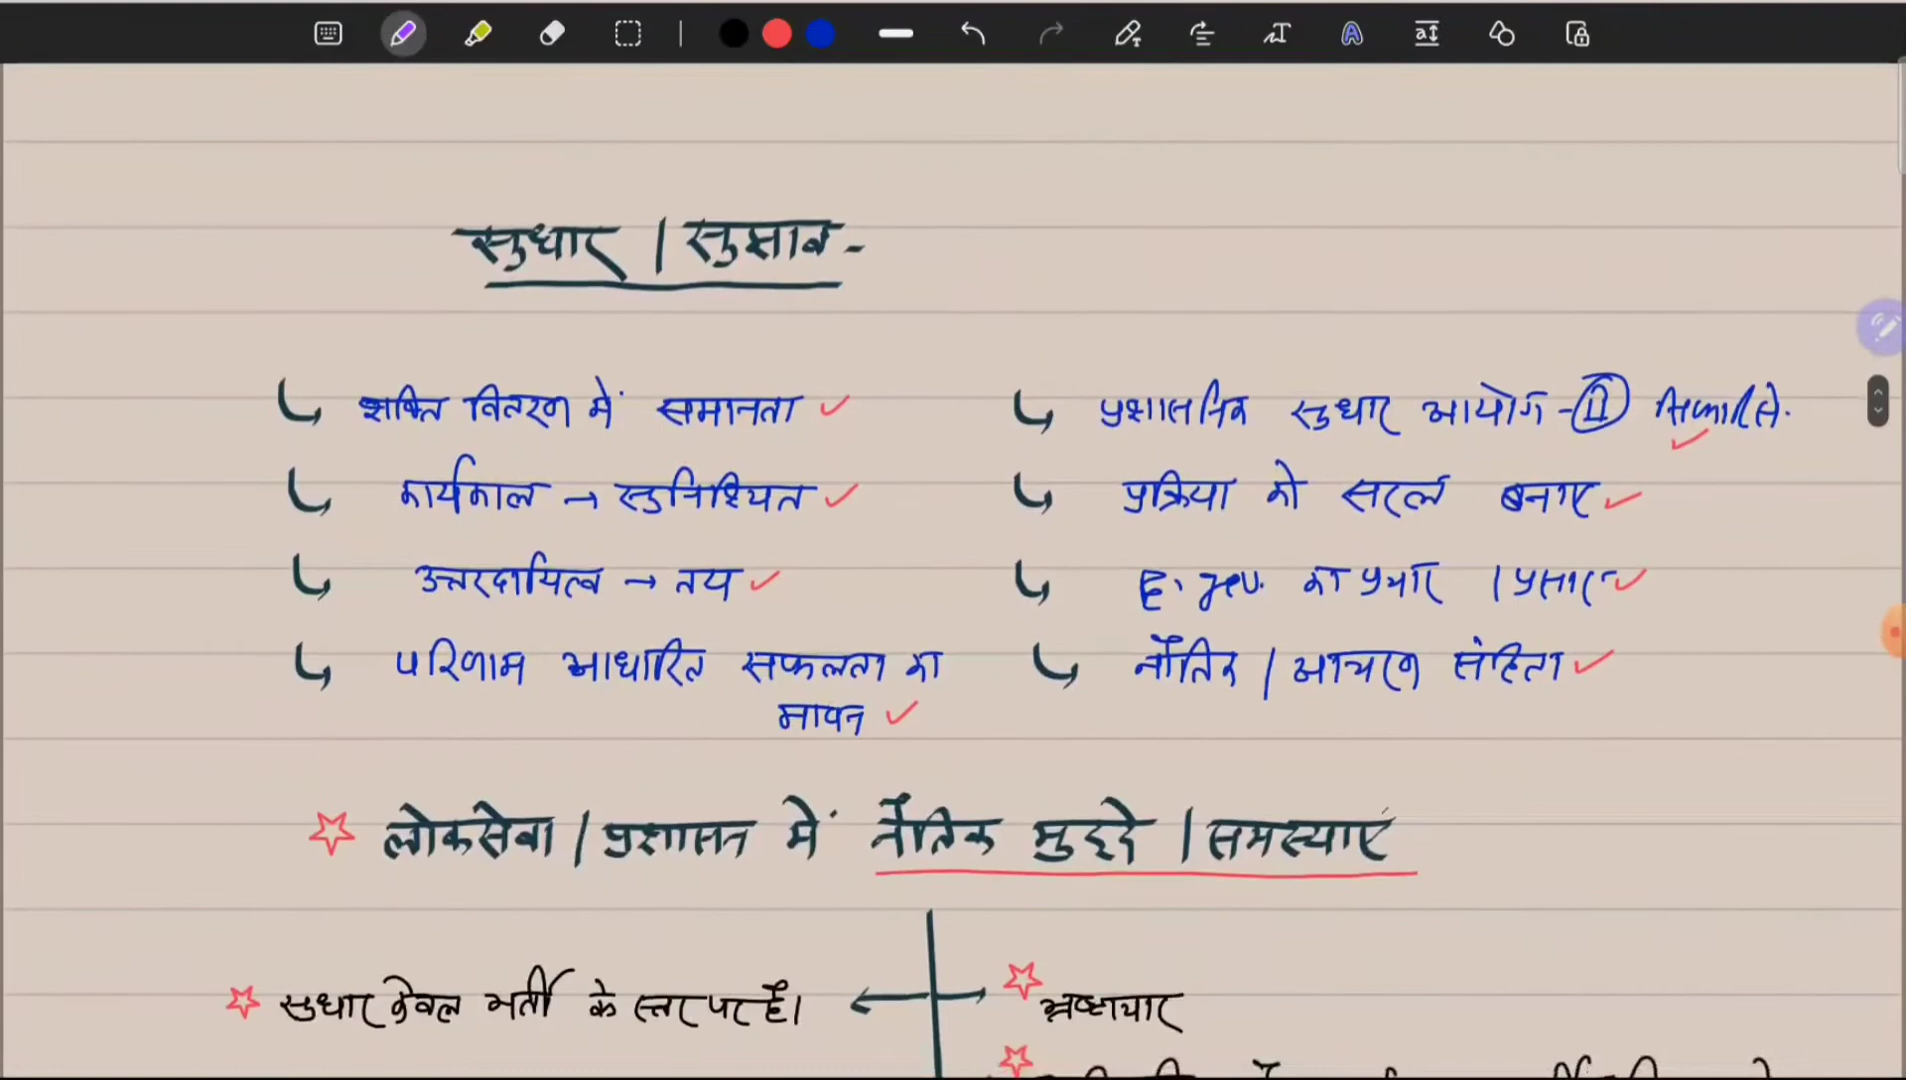 सुधार / सुझाव -
शक्ति वितरण में समानता
कार्यकाल → सुनिश्चित
उत्तरदायित्व → तय
परिणाम आधारित सफलता का
मापन
प्रशासनिक सुधार आयोग - II सिफारिशे.
प्रक्रिया को सरल बनाए
ई. गव. का प्रचार / प्रसार
नैतिक / आचरण संहिता
लोकसेवा / प्रशासन में नैतिक मुद्दे / समस्याएं
सुधार केवल भर्ती के स्तर पर है।
भ्रष्टाचार